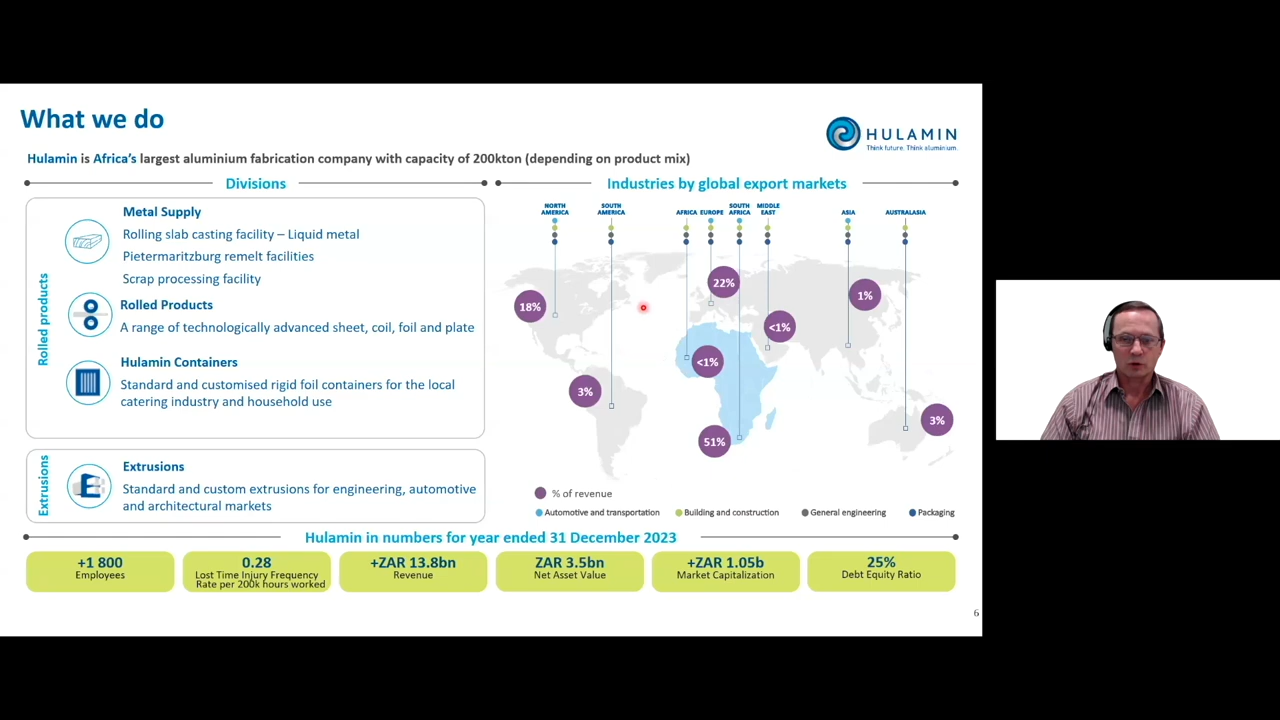 What we do
HULAMIN
Think future. Think aluminium.
Hulamin is Africa's largest aluminium fabrication company with capacity of 200kton (depending on product mix)
Divisions
Rolled products
Metal Supply
Rolling slab casting facility – Liquid metal
Pietermaritzburg remelt facilities
Scrap processing facility
Rolled Products
A range of technologically advanced sheet, coil, foil and plate
Hulamin Containers
Standard and customised rigid foil containers for the local
catering industry and household use
Extrusions
Extrusions
Standard and custom extrusions for engineering, automotive
and architectural markets
Industries by global export markets
NORTH
AMERICA
SOUTH
AMERICA
AFRICA
EUROPE
SOUTH
AFRICA
MIDDLE
EAST
ASIA
AUSTRALASIA
18%
22%
1%
<1%
<1%
3%
51%
3%
% of revenue
Automotive and transportation
Building and construction
General engineering
Packaging
Hulamin in numbers for year ended 31 December 2023
+1 800
Employees
0.28
Lost Time Injury Frequency
Rate per 200k hours worked
+ZAR 13.8bn
Revenue
ZAR 3.5bn
Net Asset Value
+ZAR 1.05b
Market Capitalization
25%
Debt Equity Ratio
6